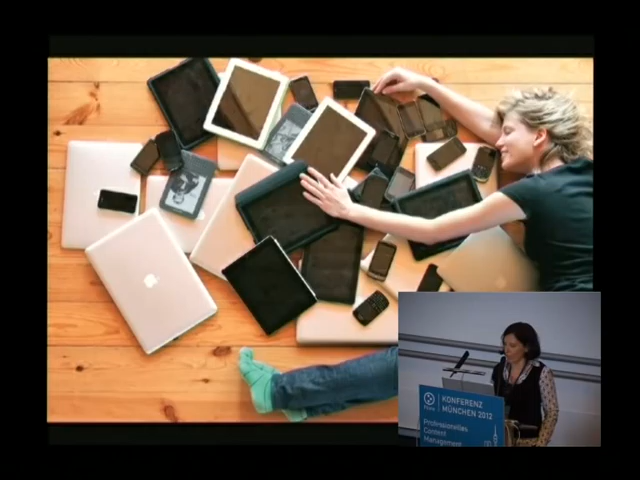 KONFERENZ
MÜNCHEN 2012
Professionelles
Content
Management